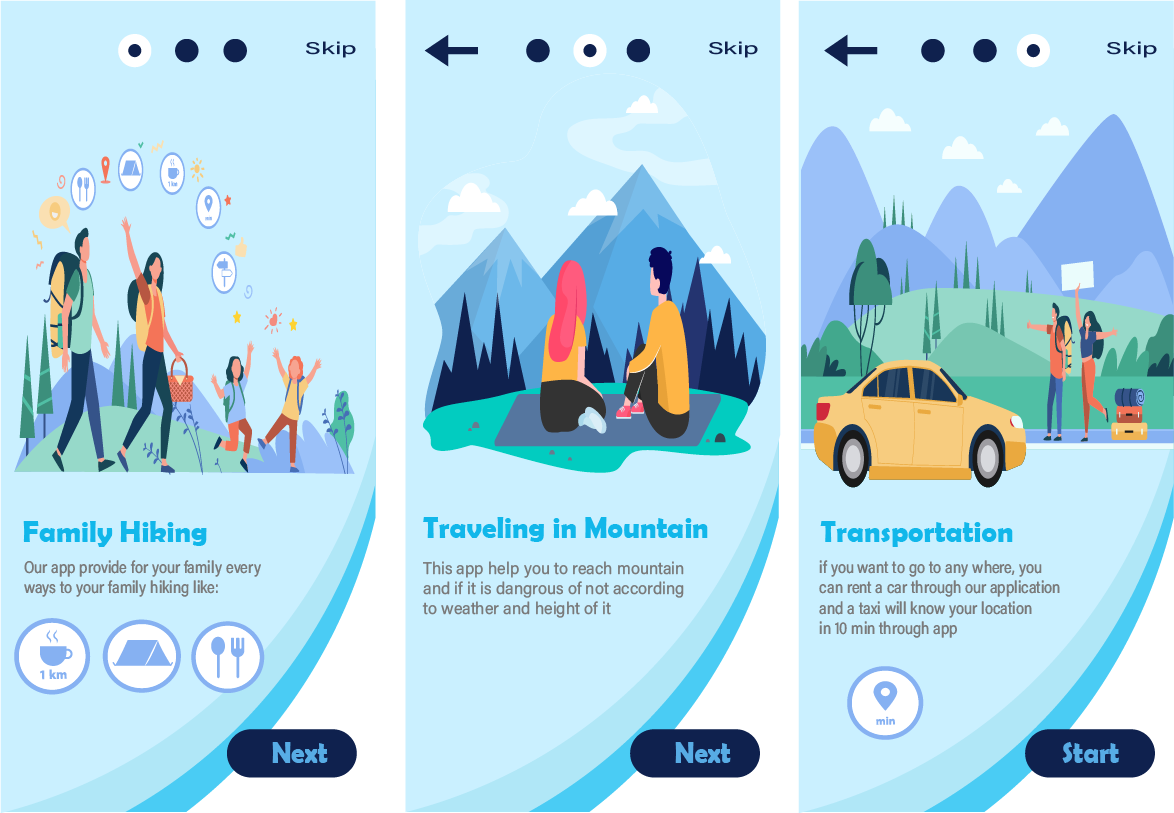 Skip
1 km
min
Family Hiking
Our app provide for your family every
ways to your family hiking like:
1 km
Next
Skip
Traveling in Mountain
This app help you to reach mountain
and if it is dangrous of not according
to weather and height of it
Next
Skip
Transportation
if you want to go to any where, you
can rent a car through our application
and a taxi will know your location
in 10 min through app
min
Start